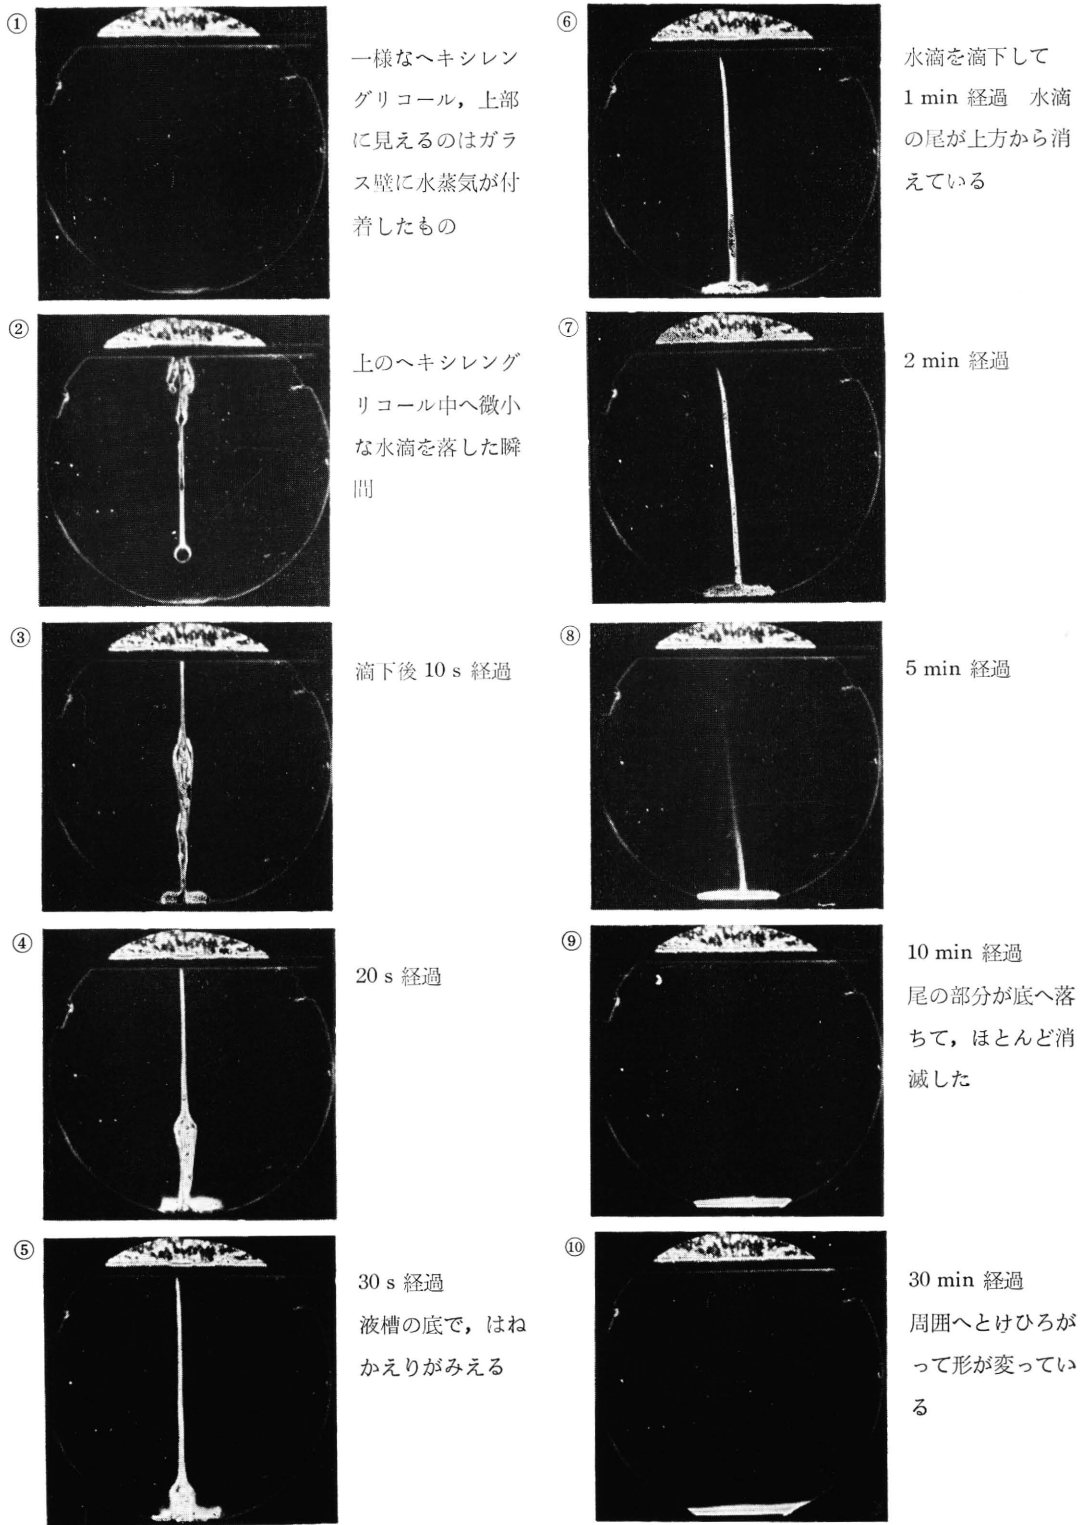 ①
一様なヘキシレン
グリコール，上部
に見えるのはガラ
ス壁に水蒸気が付
着したもの
②
上のヘキシレング
リコール中へ微小
な水滴を落した瞬
間
③
滴下後 10 s 経過
④
20 s 経過
⑤
30 s 経過
液槽の底で，はね
かえりがみえる
⑥
水滴を滴下して
1 min 経過　水滴
の尾が上方から消
えている
⑦
2 min 経過
⑧
5 min 経過
⑨
10 min 経過
尾の部分が底へ落
ちて，ほとんど消
滅した
⑩
30 min 経過
周囲へとけひろが
って形が変ってい
る